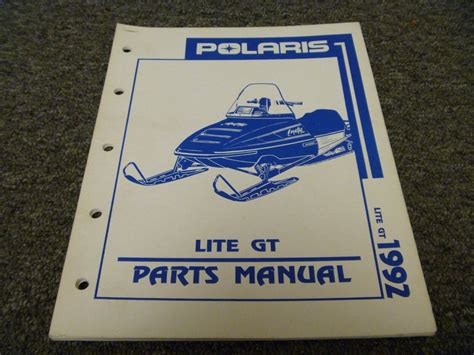 POLARIS
LITE GT
PARTS MANUAL
LITE GT 1992